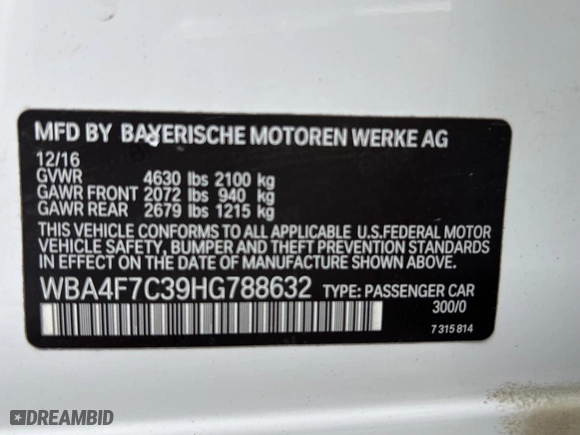 MFD BY BAYERISCHE MOTOREN WERKE AG
12/16
GVWR 4630 lbs 2100 kg
GAWR FRONT 2072 lbs 940 kg
GAWR REAR 2679 lbs 1215 kg
THIS VEHICLE CONFORMS TO ALL APPLICABLE U.S.FEDERAL MOTOR
VEHICLE SAFETY, BUMPER AND THEFT PREVENTION STANDARDS
IN EFFECT ON THE DATE OF MANUFACTURE SHOWN ABOVE.
WBA4F7C39HG788632 TYPE: PASSENGER CAR
300/0
7 315 814
DREAMBID